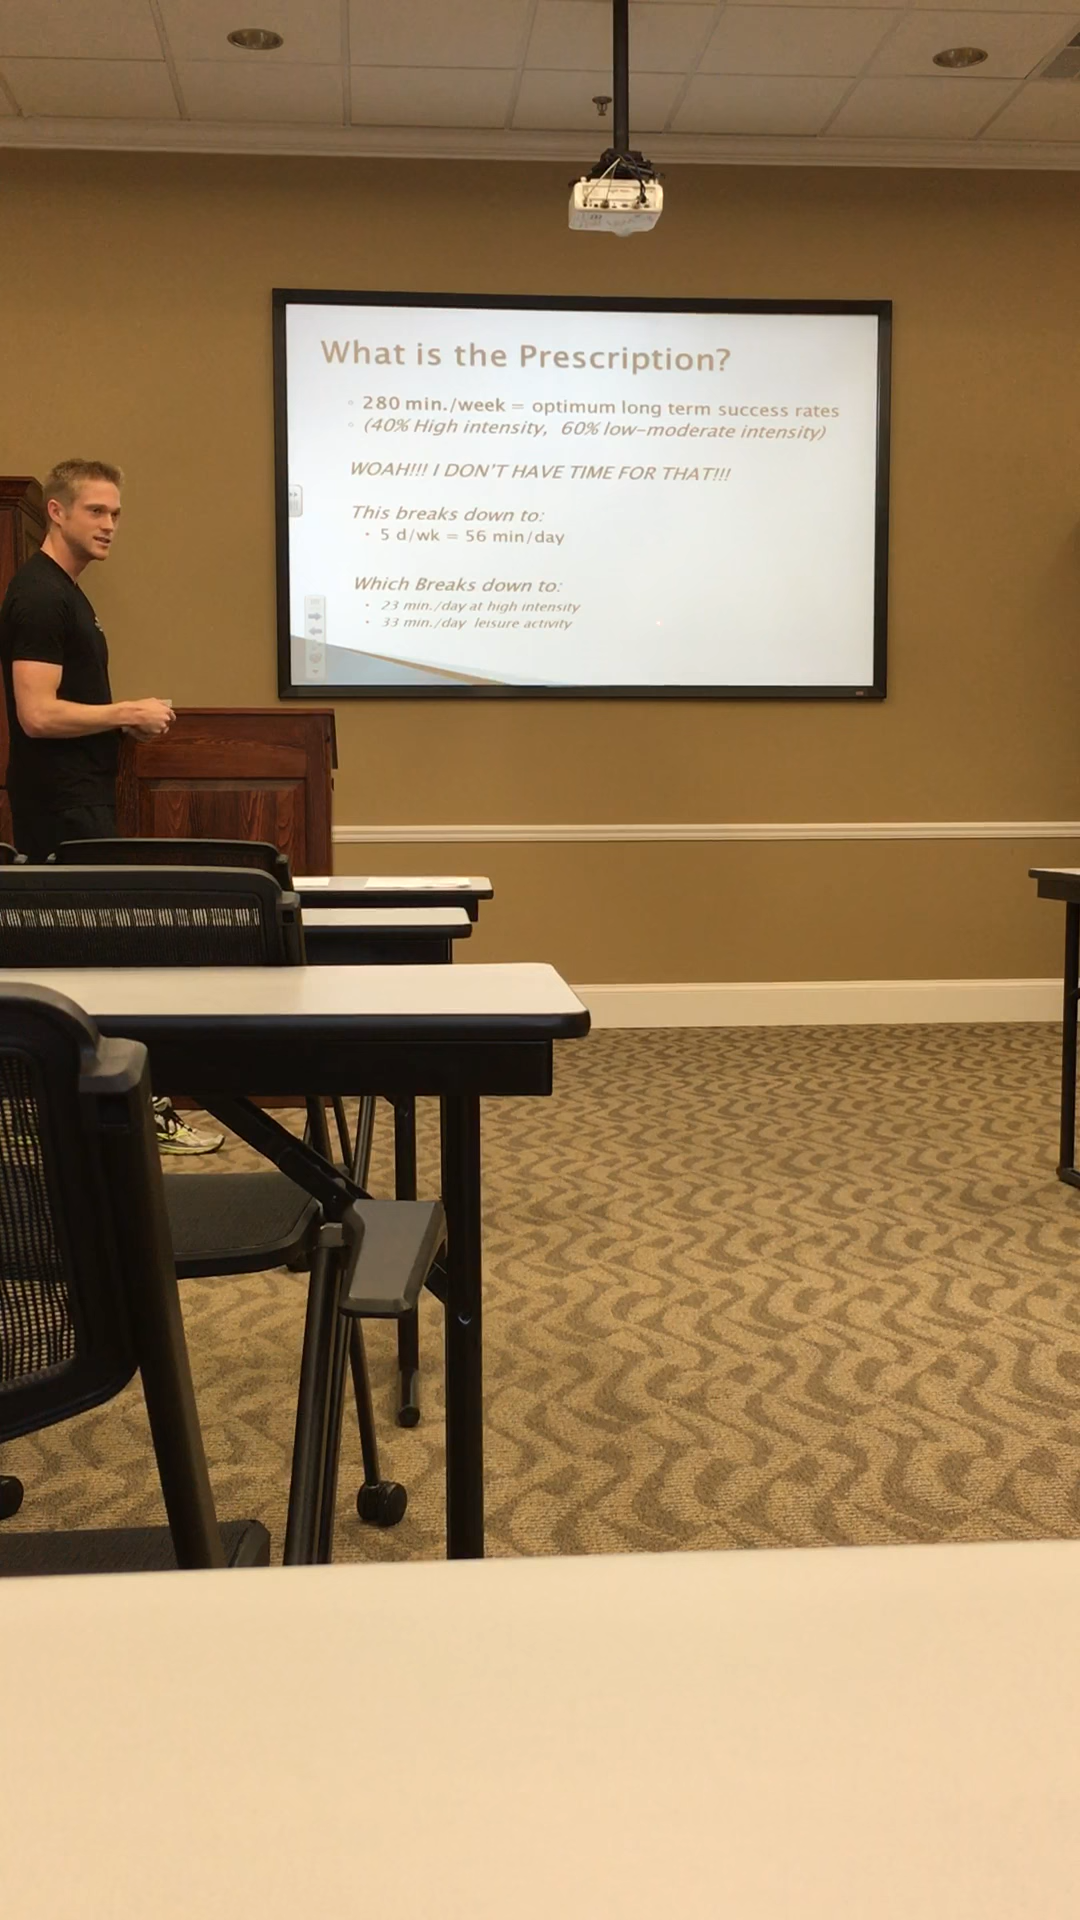 What is the Prescription?
280 min./week = optimum long term success rates
(40% High intensity, 60% low-moderate intensity)
WOAH!!! I DON'T HAVE TIME FOR THAT!!!
This breaks down to:
5 d/wk = 56 min/day
Which Breaks down to:
23 min./day at high intensity
33 min./day leisure activity